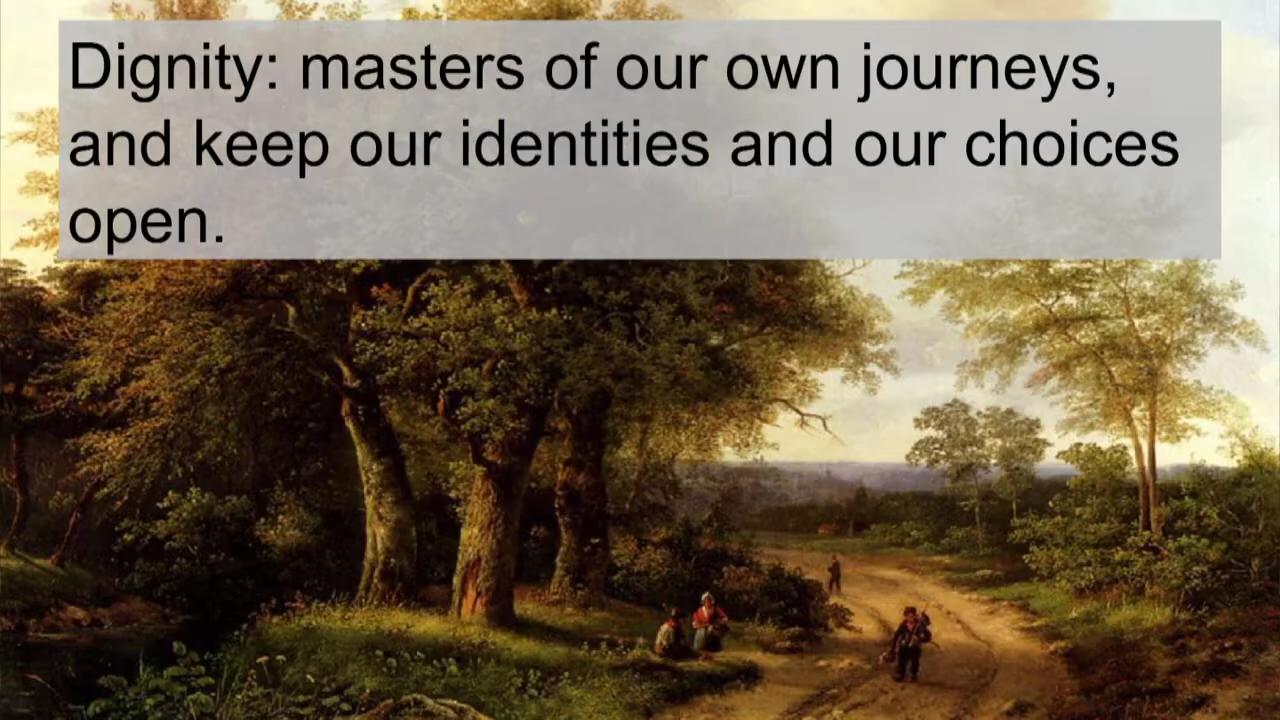 Dignity: masters of our own journeys,
and keep our identities and our choices
open.